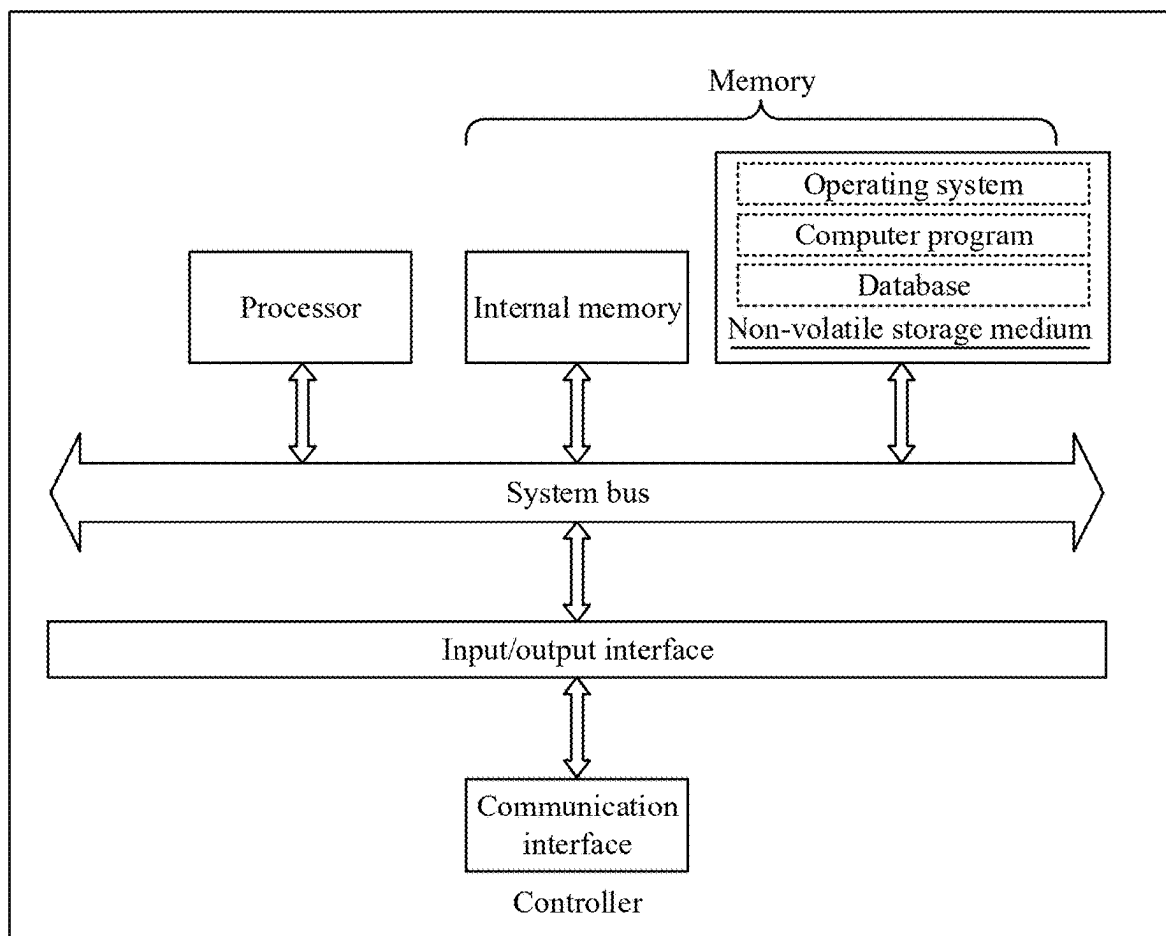 Memory
Operating system
Computer program
Database
Non-volatile storage medium
Processor
Internal memory
System bus
Input/output interface
Communication
interface
Controller